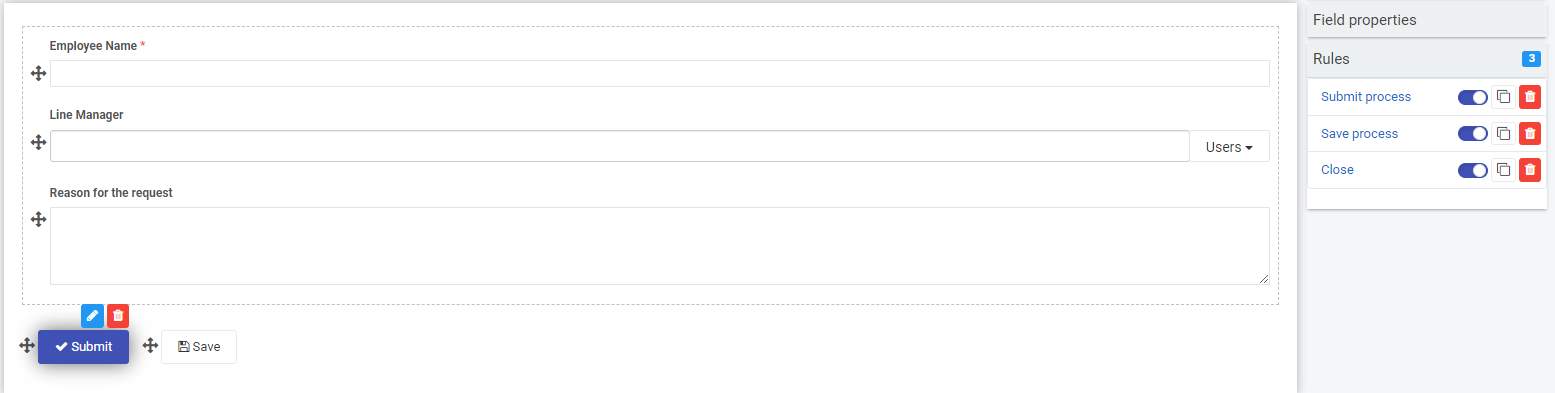 Employee Name *
Line Manager
Users
Reason for the request
Submit
Save
Field properties
Rules 3
Submit process
Save process
Close